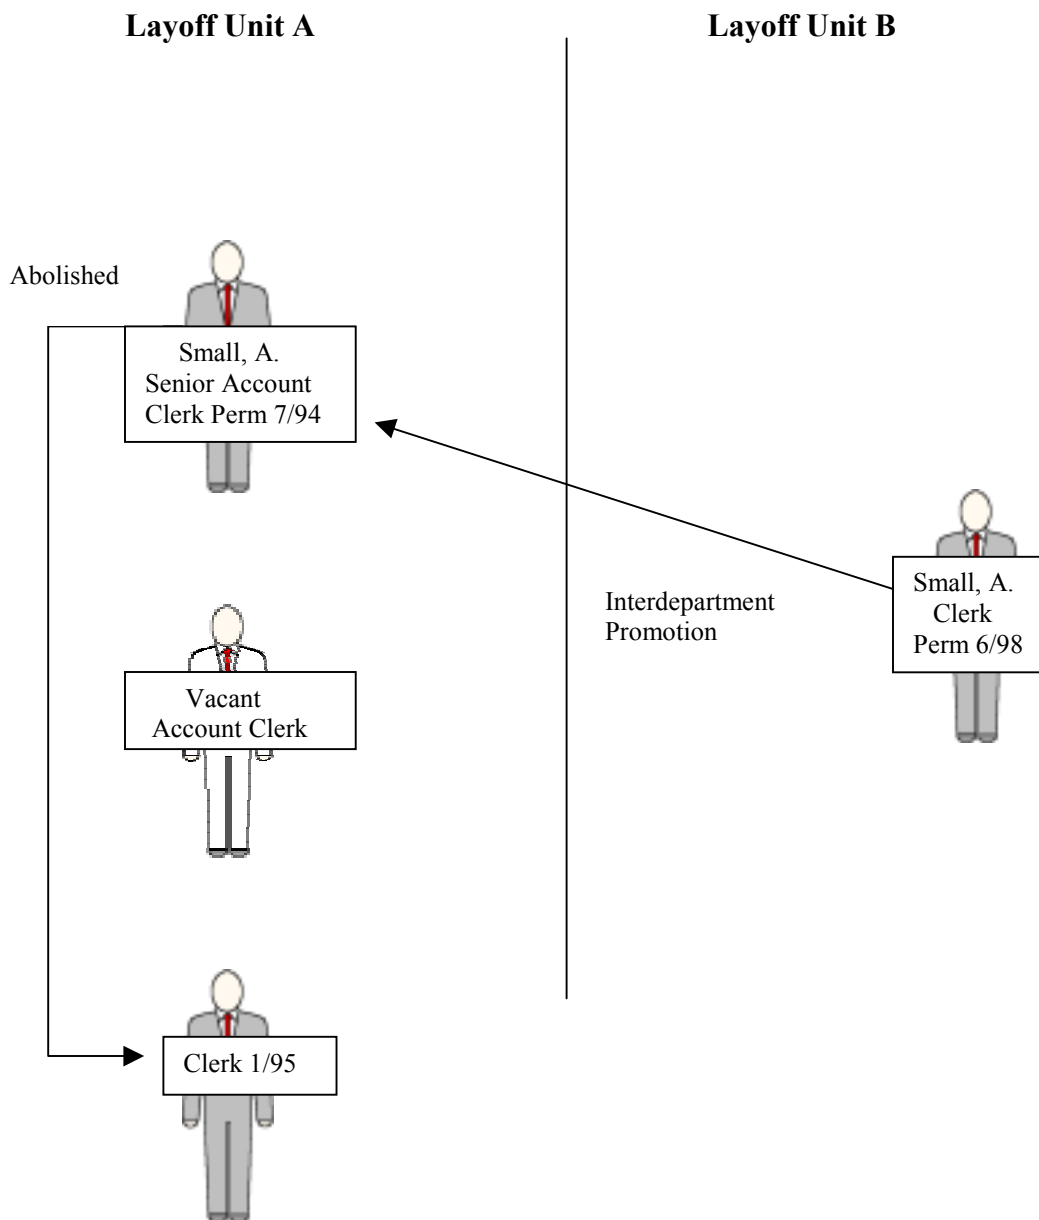 Layoff Unit A
Layoff Unit B
Abolished
Small, A.
Senior Account
Clerk Perm 7/94
Interdepartment
Promotion
Small, A.
Clerk
Perm 6/98
Vacant
Account Clerk
Clerk 1/95